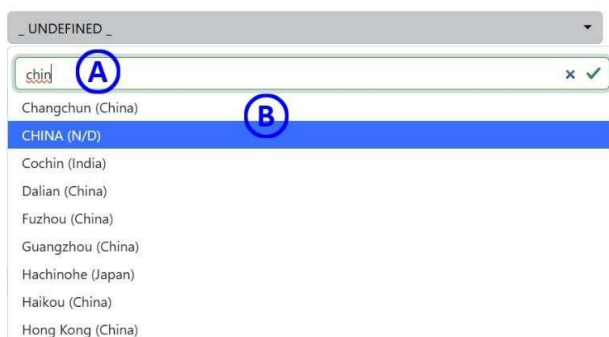 _ UNDEFINED _
chin
A
Changchun (China)
B
CHINA (N/D)
Cochin (India)
Dalian (China)
Fuzhou (China)
Guangzhou (China)
Hachinohe (Japan)
Haikou (China)
Hong Kong (China)